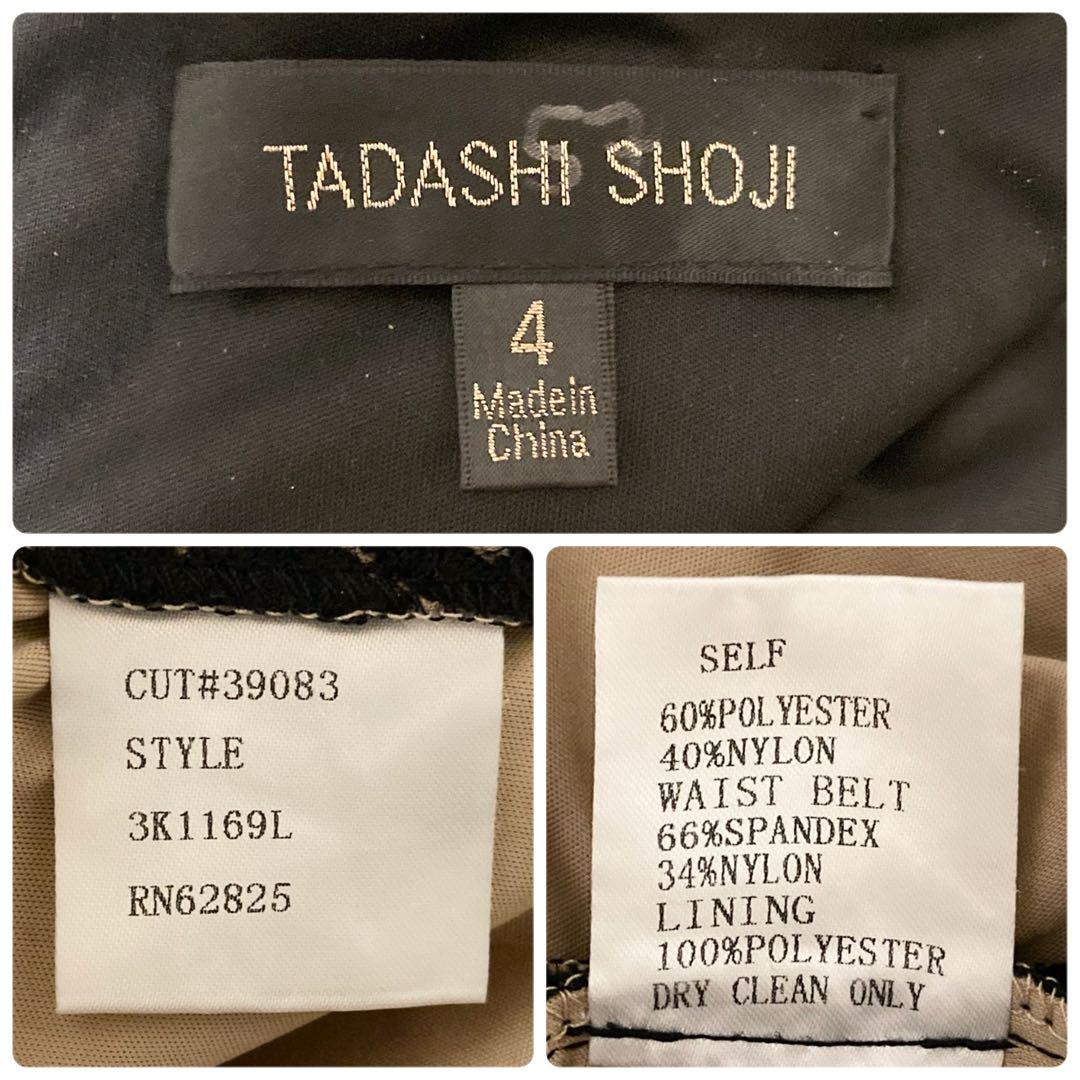 TADASHI SHOJI
4
Made in
China
CUT#39083
STYLE
3K1169L
RN62825
SELF
60%POLYESTER
40%NYLON
WAIST BELT
66%SPANDEX
34%NYLON
LINING
100%POLYESTER
DRY CLEAN ONLY